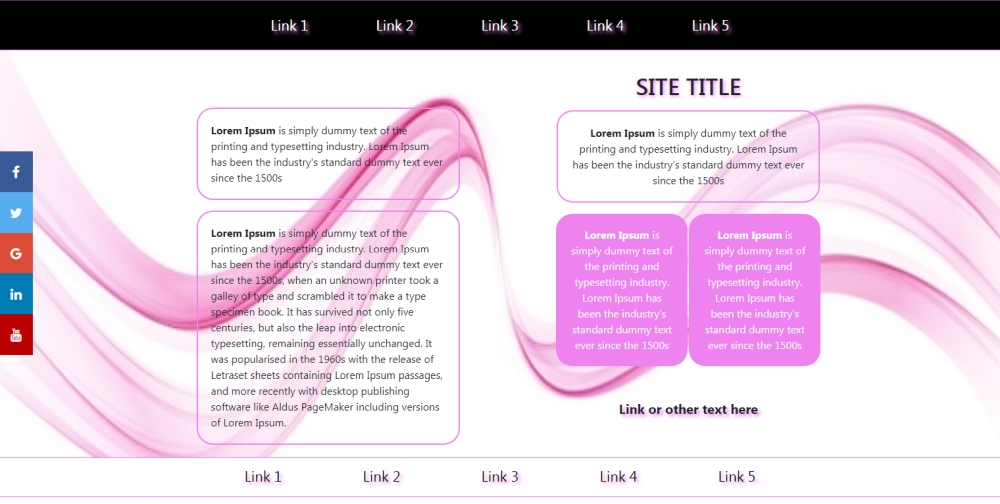 Link 1 Link 2 Link 3 Link 4 Link 5
Lorem Ipsum is simply dummy text of the
printing and typesetting industry. Lorem Ipsum
has been the industry's standard dummy text ever
since the 1500s
Lorem Ipsum is simply dummy text of the
printing and typesetting industry. Lorem Ipsum
has been the industry's standard dummy text ever
since the 1500s, when an unknown printer took a
galley of type and scrambled it to make a type
specimen book. It has survived not only five
centuries, but also the leap into electronic
typesetting, remaining essentially unchanged. It
was popularised in the 1960s with the release of
Letraset sheets containing Lorem Ipsum passages,
and more recently with desktop publishing
software like Aldus PageMaker including versions
of Lorem Ipsum.
SITE TITLE
Lorem Ipsum is simply dummy text of the
printing and typesetting industry. Lorem Ipsum
has been the industry's standard dummy text ever
since the 1500s
Lorem Ipsum is
simply dummy text of
the printing and
typesetting industry.
Lorem Ipsum has
been the industry's
standard dummy text
ever since the 1500s
Lorem Ipsum is
simply dummy text of
the printing and
typesetting industry.
Lorem Ipsum has
been the industry's
standard dummy text
ever since the 1500s
Link or other text here
Link 1 Link 2 Link 3 Link 4 Link 5